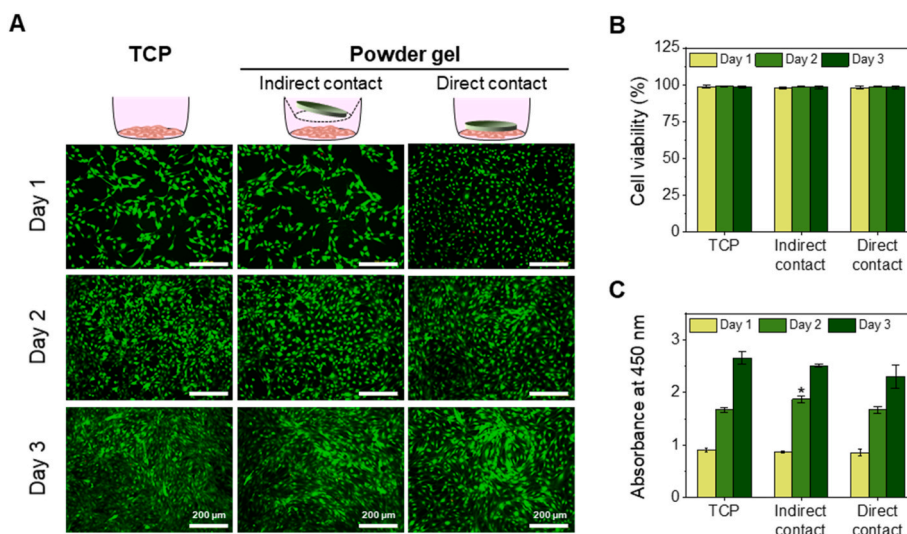 A
TCP
Powder gel
Indirect contact
Direct contact
Day 1
Day 2
Day 3
200 µm
200 µm
200 µm
B
Cell viability (%)
125
100
75
50
25
0
Day 1
Day 2
Day 3
TCP
Indirect
contact
Direct
contact
C
Absorbance at 450 nm
3
2
1
0
Day 1
Day 2
Day 3
*
TCP
Indirect
contact
Direct
contact